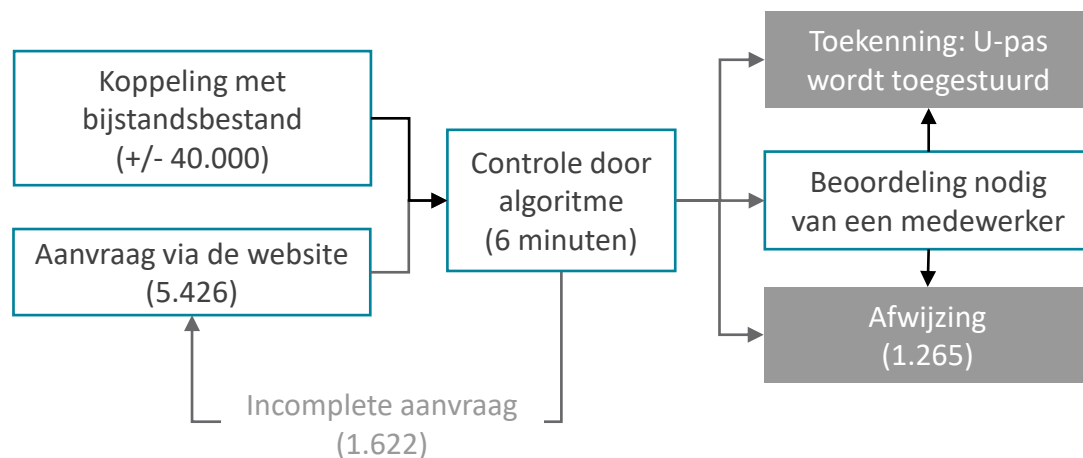 Koppeling met
bijstandsbestand
(+/- 40.000)
Aanvraag via de website
(5.426)
Incomplete aanvraag
(1.622)
Controle door
algoritme
(6 minuten)
Toekenning: U-pas
wordt toegestuurd
Beoordeling nodig
van een medewerker
Afwijzing
(1.265)